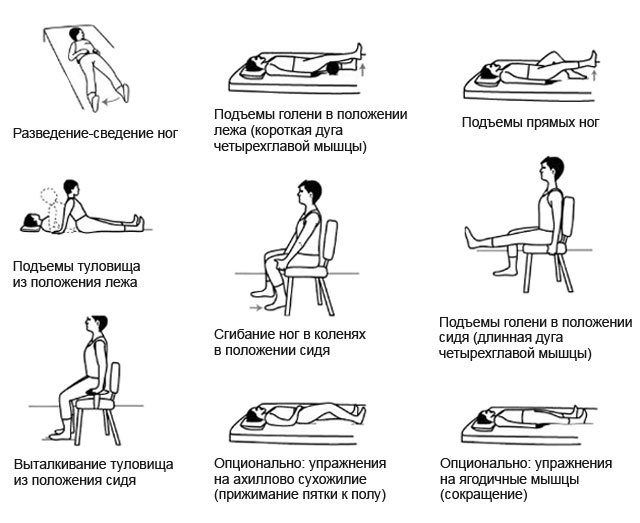 Разведение-сведение ног
Подъемы голени в положении
лежа (короткая дуга
четырехглавой мышцы)
Подъемы прямых ног
Подъемы туловища
из положения лежа
Сгибание ног в коленях
в положении сидя
Подъемы голени в положении
сидя (длинная дуга
четырехглавой мышцы)
Выталкивание туловища
из положения сидя
Опционально: упражнения
на ахиллово сухожилие
(прижимание пятки к полу)
Опционально: упражнения
на ягодичные мышцы
(сокращение)